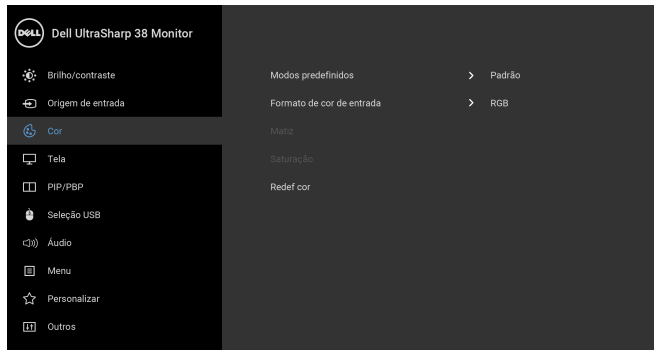 DELL Dell UltraSharp 38 Monitor
Brilho/contraste
Modos predefinidos Padrão
Origem de entrada
Formato de cor de entrada RGB
Cor
Matiz
Tela
Saturação
PIP/PBP
Redef cor
Seleção USB
Áudio
Menu
Personalizar
Outros